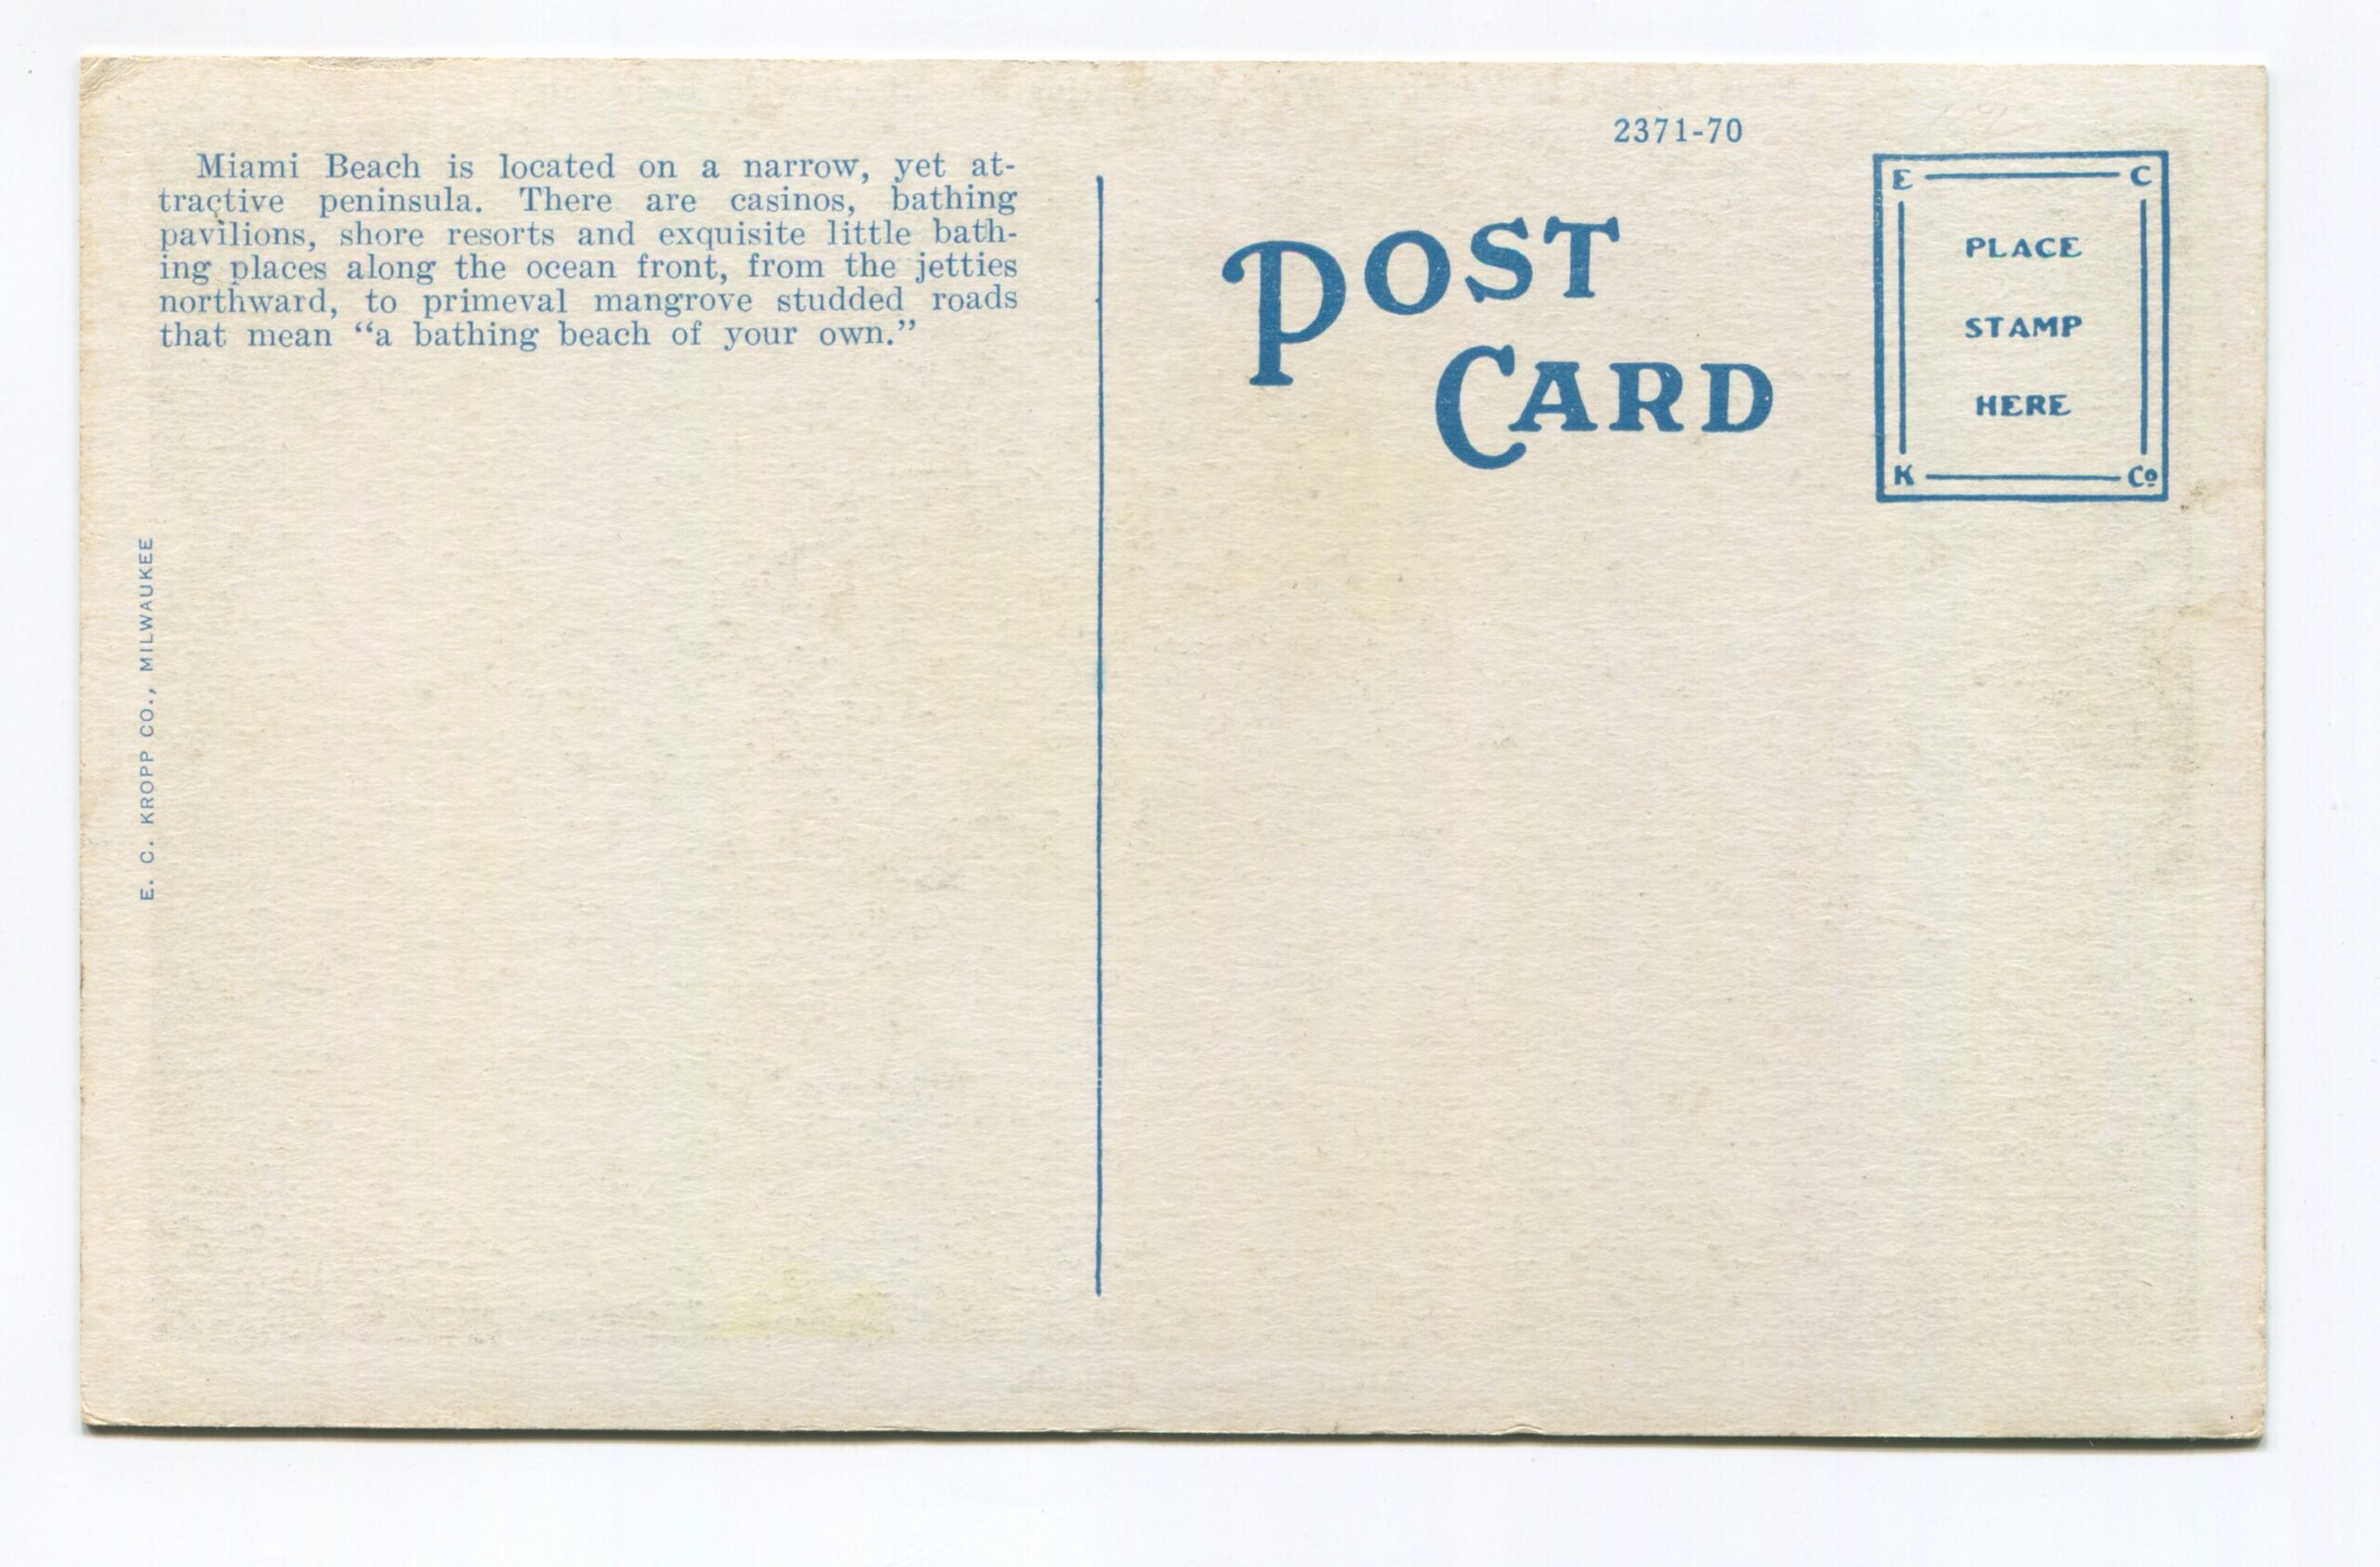 Miami Beach is located on a narrow, yet at-
tractive peninsula. There are casinos, bathing
pavilions, shore resorts and exquisite little bath-
ing places along the ocean front, from the jetties
northward, to primeval mangrove studded roads
that mean “a bathing beach of your own.”
E. C. KROPP CO., MILWAUKEE
2371-70
POST
CARD
E C
PLACE
STAMP
HERE
K Co